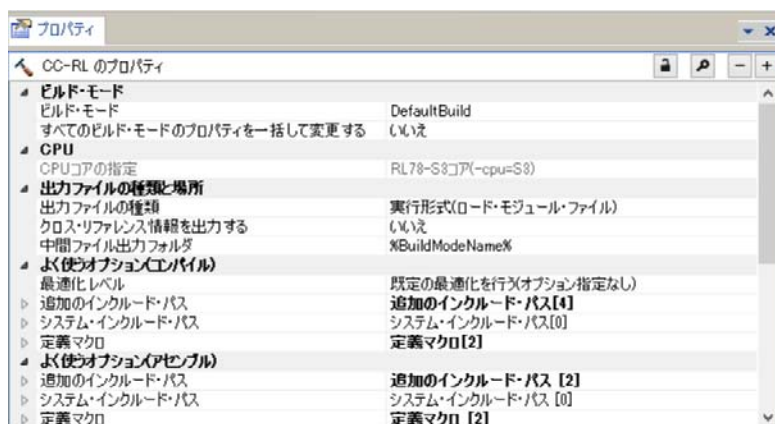 プロパティ
CC-RL のプロパティ
ビルド・モード
ビルド・モード DefaultBuild
すべてのビルド・モードのプロパティを一括して変更する いいえ
CPU
CPUコアの指定 RL78-S3コア(-cpu=S3)
出力ファイルの種類と場所
出力ファイルの種類 実行形式(ロード・モジュール・ファイル)
クロス・リファレンス情報を出力する いいえ
中間ファイル出力フォルダ %BuildModeName%
よく使うオプション(コンパイル)
最適化レベル 既定の最適化を行う(オプション指定なし)
追加のインクルード・パス 追加のインクルード・パス[4]
システム・インクルード・パス システム・インクルード・パス[0]
定義マクロ 定義マクロ[2]
よく使うオプション(アセンブル)
追加のインクルード・パス 追加のインクルード・パス [2]
システム・インクルード・パス システム・インクルード・パス [0]
定義マクロ 定義マクロ [2]